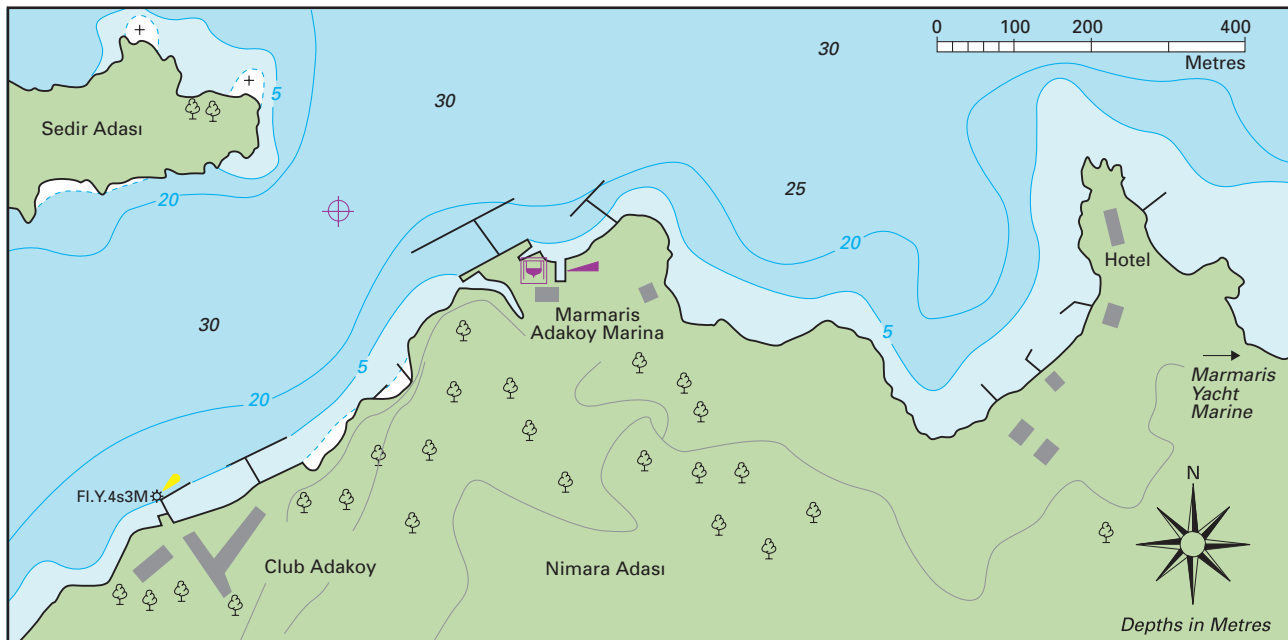 0 100 200 400
Metres
30
30
5
Sedir Adası
20
25
20
Hotel
30
Marmaris
Adakoy Marina
5
5
20
Marmaris
Yacht
Marine
Fl.Y.4s3M
N
Club Adakoy
Nimara Adası
Depths in Metres